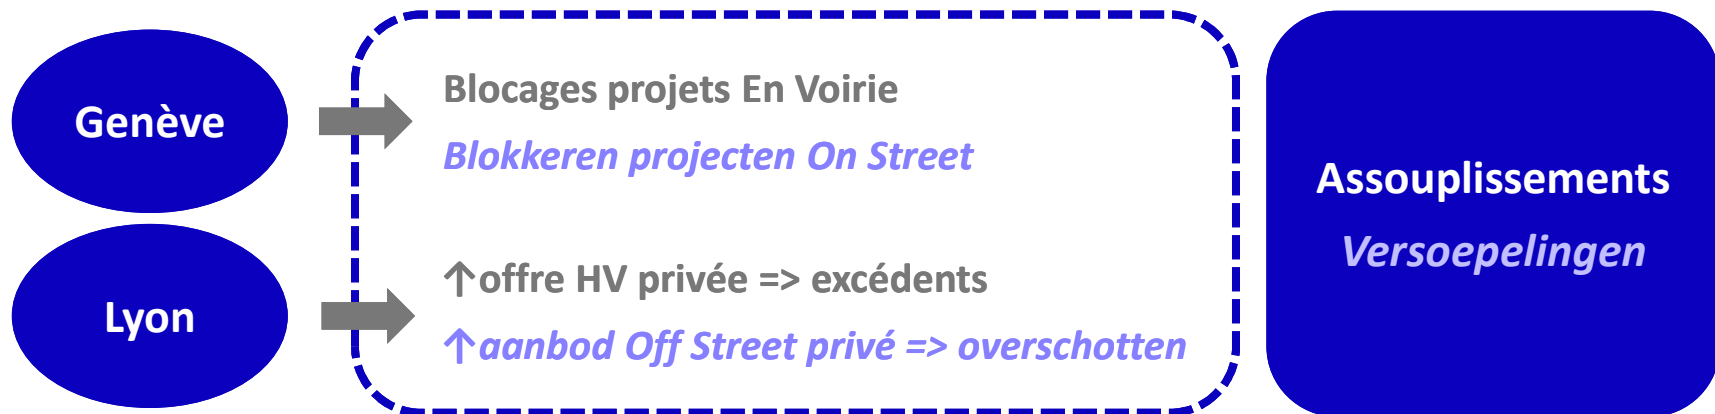 Genève
Blocages projets En Voirie
Blokkeren projecten On Street
Lyon
↑offre HV privée => excédents
↑aanbod Off Street privé => overschotten
Assouplissements
Versoepelingen